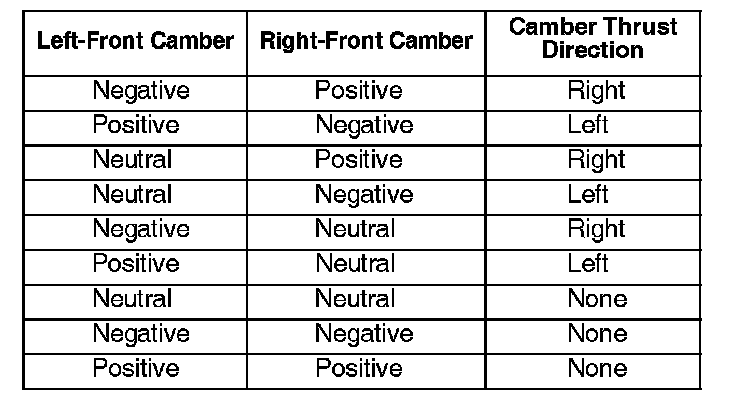 Left-Front Camber Right-Front Camber Camber Thrust Direction
Negative Positive Right
Positive Negative Left
Neutral Positive Right
Neutral Negative Left
Negative Neutral Right
Positive Neutral Left
Neutral Neutral None
Negative Negative None
Positive Positive None